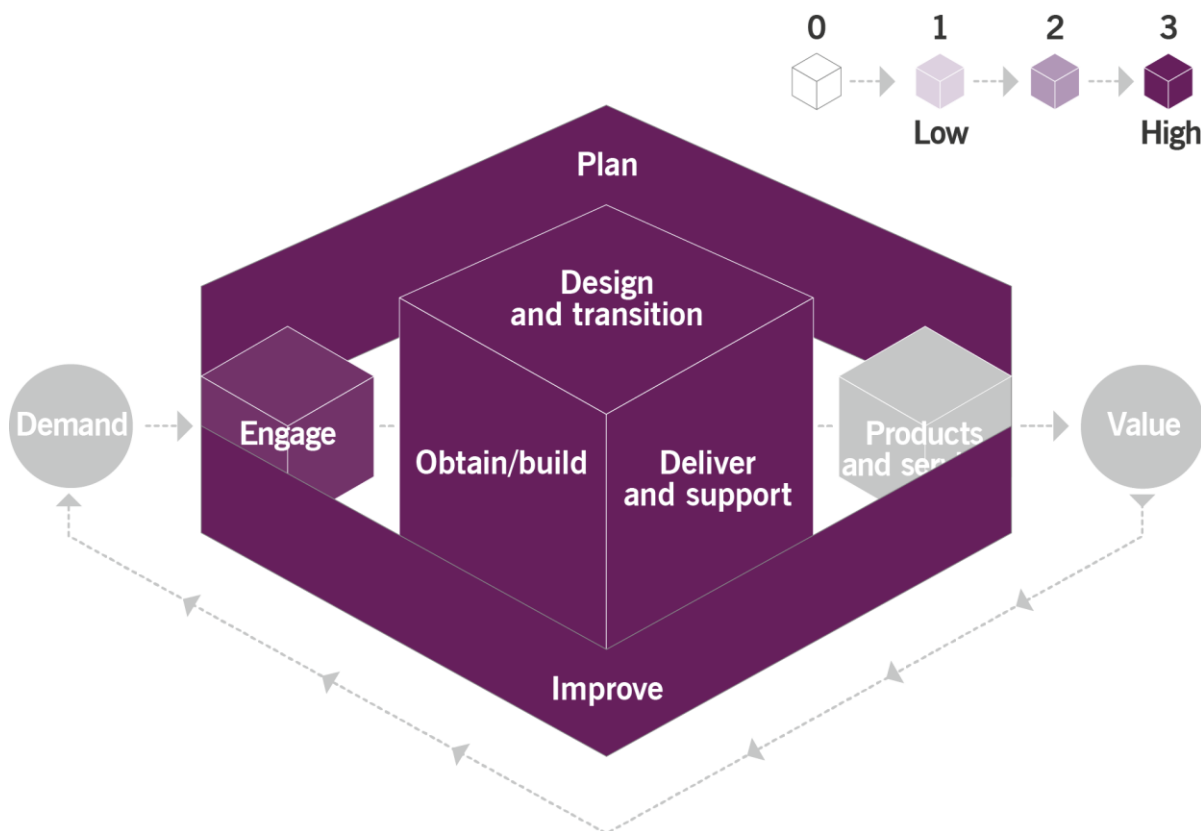 0 1 2 3
Low High
Plan
Design
and transition
Demand
Engage
Obtain/build
Deliver
and support
Products
and
Value
Improve